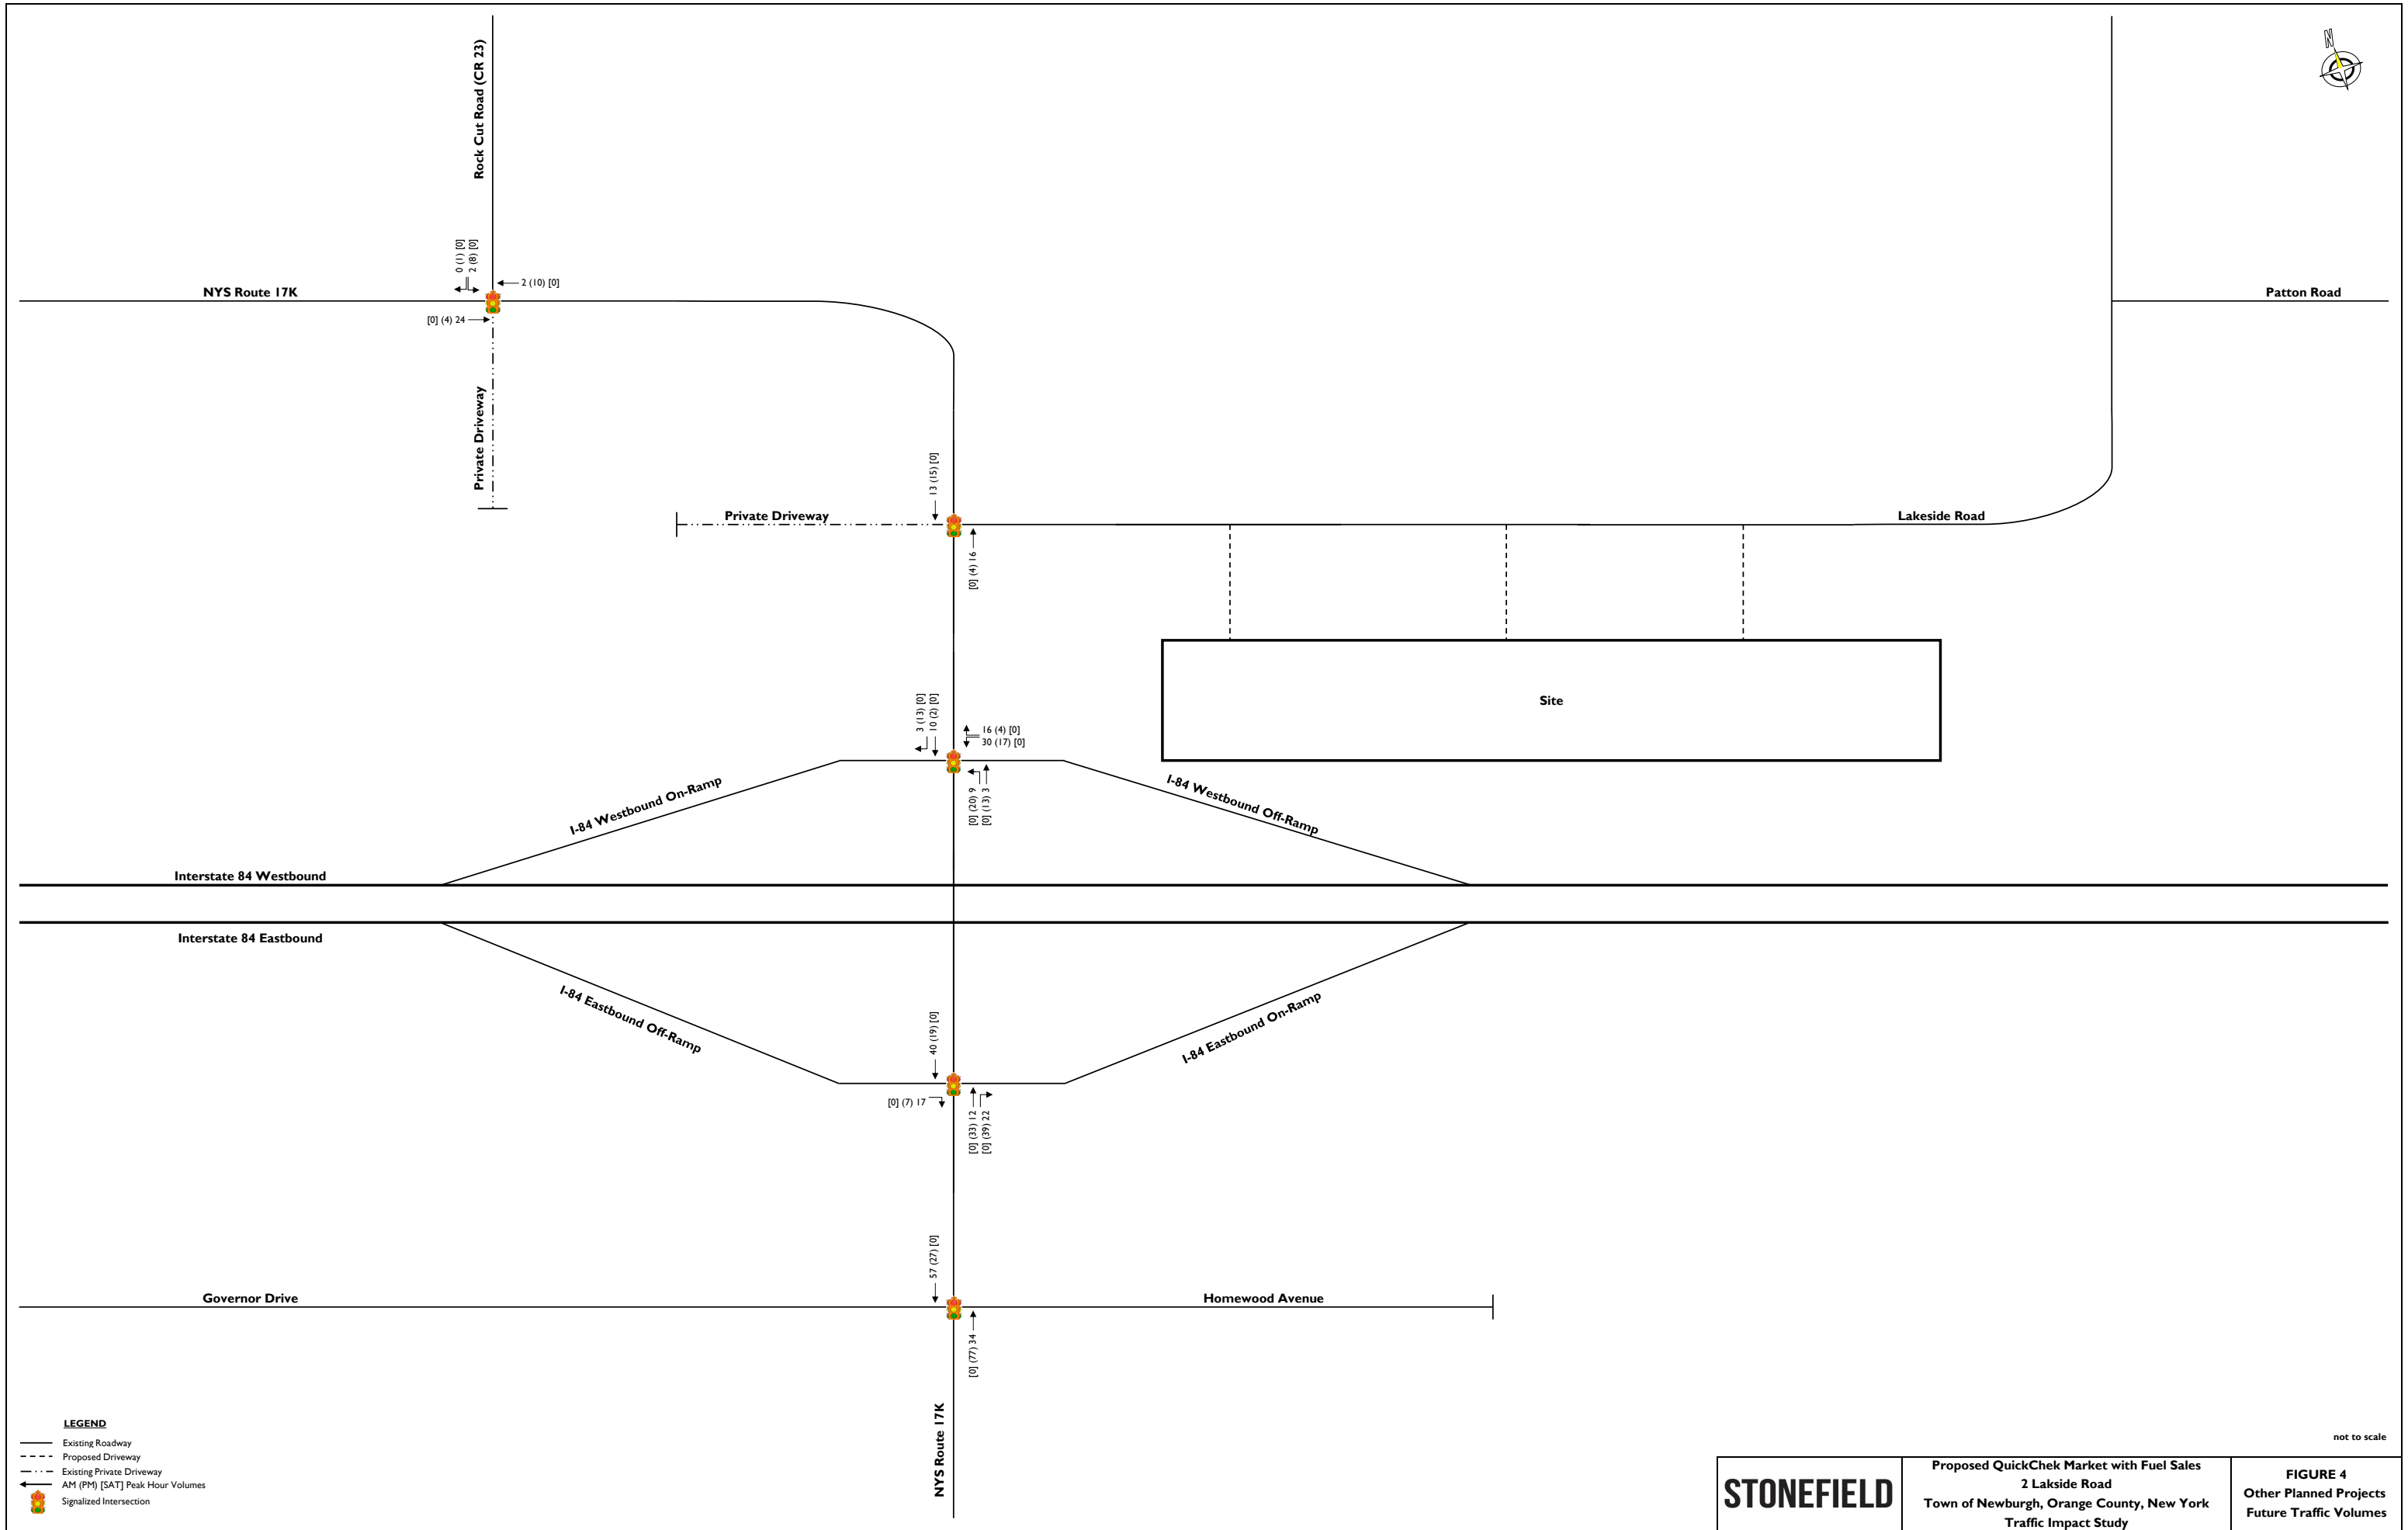 N
Rock Cut Road (CR 23)
0 (1) [0]
2 (8) [0]
2 (10) [0]
NYS Route 17K
Patton Road
[0] (4) 24
Private Driveway
13 (15) [0]
Private Driveway
Lakeside Road
[0] (4) 16
Site
3 (13) [0]
10 (2) [0]
16 (4) [0]
30 (17) [0]
[0] (20) 9
[0] (13) 3
I-84 Westbound On-Ramp
I-84 Westbound Off-Ramp
Interstate 84 Westbound
Interstate 84 Eastbound
I-84 Eastbound Off-Ramp
I-84 Eastbound On-Ramp
40 (19) [0]
[0] (7) 17
[0] (33) 12
[0] (39) 22
57 (27) [0]
Governor Drive
Homewood Avenue
[0] (77) 34
NYS Route 17K
LEGEND
Existing Roadway
Proposed Driveway
Existing Private Driveway
AM (PM) [SAT] Peak Hour Volumes
Signalized Intersection
not to scale
STONEFIELD
Proposed QuickChek Market with Fuel Sales
2 Lakside Road
Town of Newburgh, Orange County, New York
Traffic Impact Study
FIGURE 4
Other Planned Projects
Future Traffic Volumes